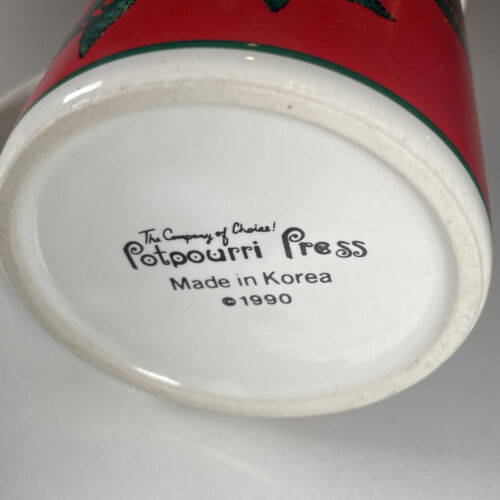 The Company of Choice!
Potpourri Press
Made in Korea
©1990